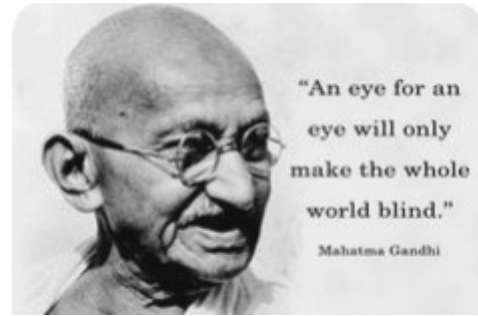 “An eye for an
eye will only
make the whole
world blind.”
Mahatma Gandhi